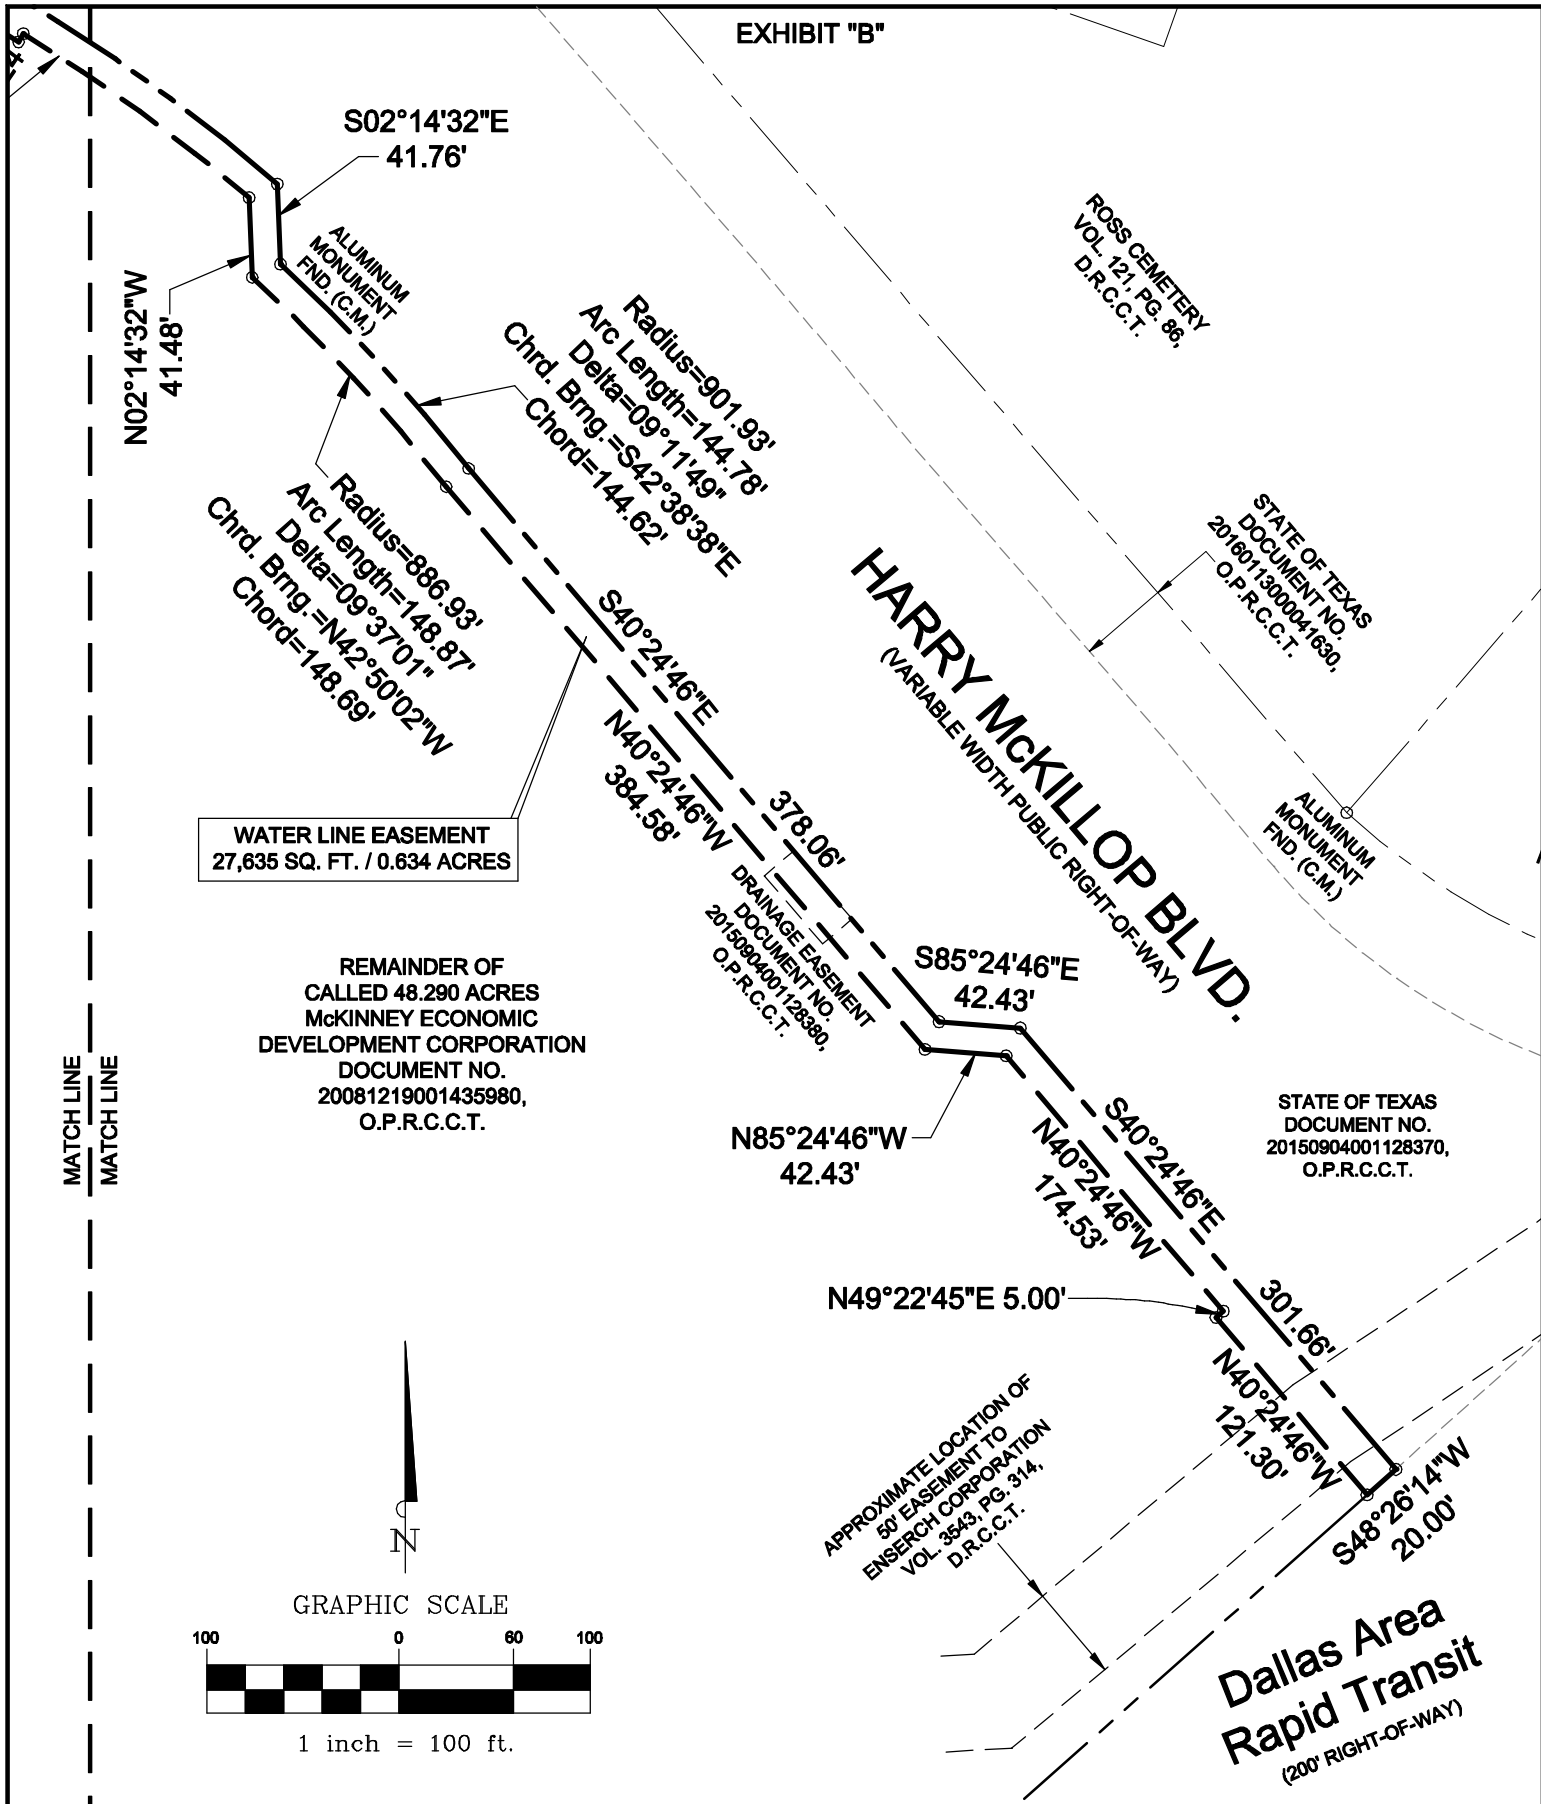 EXHIBIT "B"
S02°14'32"E
41.76'
ALUMINUM
MONUMENT
FND. (C.M.)
N02°14'32"W
41.48'
ROSS CEMETERY
VOL. 121, PG. 86,
D.R.C.C.T.
Radius=901.93'
Arc Length=144.78'
Delta=09°11'49"
Chrd. Brng.=S42°38'38"E
Chord=144.62'
Radius=886.93'
Arc Length=148.87'
Delta=09°37'01"
Chrd. Brng.=N42°50'02"W
Chord=148.69'
STATE OF TEXAS
DOCUMENT NO.
20160113000041630,
O.P.R.C.C.T.
HARRY McKILLOP BLVD.
(VARIABLE WIDTH PUBLIC RIGHT-OF-WAY)
S40°24'46"E
378.06'
N40°24'46"W
384.58'
ALUMINUM
MONUMENT
FND. (C.M.)
WATER LINE EASEMENT
27,635 SQ. FT. / 0.634 ACRES
DRAINAGE EASEMENT
DOCUMENT NO.
20150904001128380,
O.P.R.C.C.T.
REMAINDER OF
CALLED 48.290 ACRES
McKINNEY ECONOMIC
DEVELOPMENT CORPORATION
DOCUMENT NO.
20081219001435980,
O.P.R.C.C.T.
S85°24'46"E
42.43'
MATCH LINE
MATCH LINE
N85°24'46"W
42.43'
STATE OF TEXAS
DOCUMENT NO.
20150904001128370,
O.P.R.C.C.T.
S40°24'46"E
301.66'
N40°24'46"W
174.53'
N49°22'45"E 5.00'
N40°24'46"W
121.30'
S48°26'14"W
20.00'
APPROXIMATE LOCATION OF
50' EASEMENT TO
ENSERCH CORPORATION
VOL. 3543, PG. 314,
D.R.C.C.T.
N
GRAPHIC SCALE
100 0 60 100
1 inch = 100 ft.
Dallas Area
Rapid Transit
(200' RIGHT-OF-WAY)